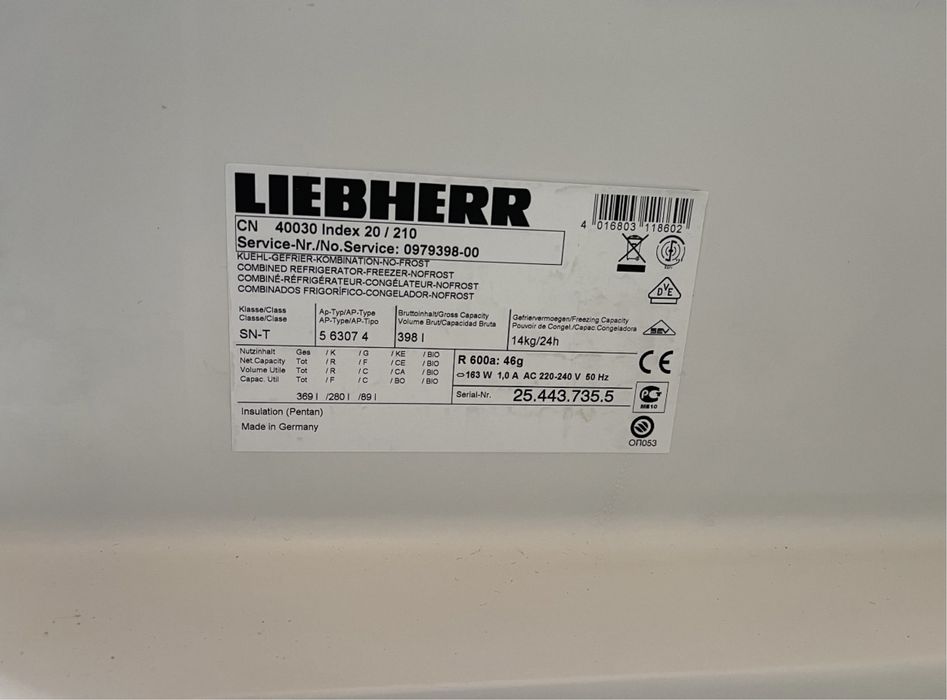 LIEBHERR
CN 40030 Index 20 / 210
Service-Nr./No.Service: 0979398-00
4 016803 118602
KUEHL-GEFRIER-KOMBINATION-NO-FROST
COMBINED REFRIGERATOR-FREEZER-NOFROST
COMBINÉ-RÉFRIGÉRATEUR-CONGÉLATEUR-NOFROST
COMBINADOS FRIGORÍFICO-CONGELADOR-NOFROST
DVE
Klasse/Class
Classe/Clase
SN-T
Ap-Typ/AP-Type
AP-Type/AP-Tipo
5 6307 4
Bruttoinhalt/Gross Capacity
Volume Brut/Capacidad Bruta
398 l
Gefriervermoegen/Freezing Capacity
Pouvoir de Congel./Capac.Congeladora
14kg/24h
SEV
Nutzinhalt Ges / K / G / KE / BIO
Net Capacity Tot / R / F / CE / BIO
Volume Utile Tot / R / C / CA / BIO
Capac. Util Tot / F / C / BO / BIO
369 l /280 l /89 l
R 600a: 46g
163 W 1,0 A AC 220-240 V 50 Hz
CE
Serial-Nr. 25.443.735.5
ME10
Insulation (Pentan)
Made in Germany
ОП053